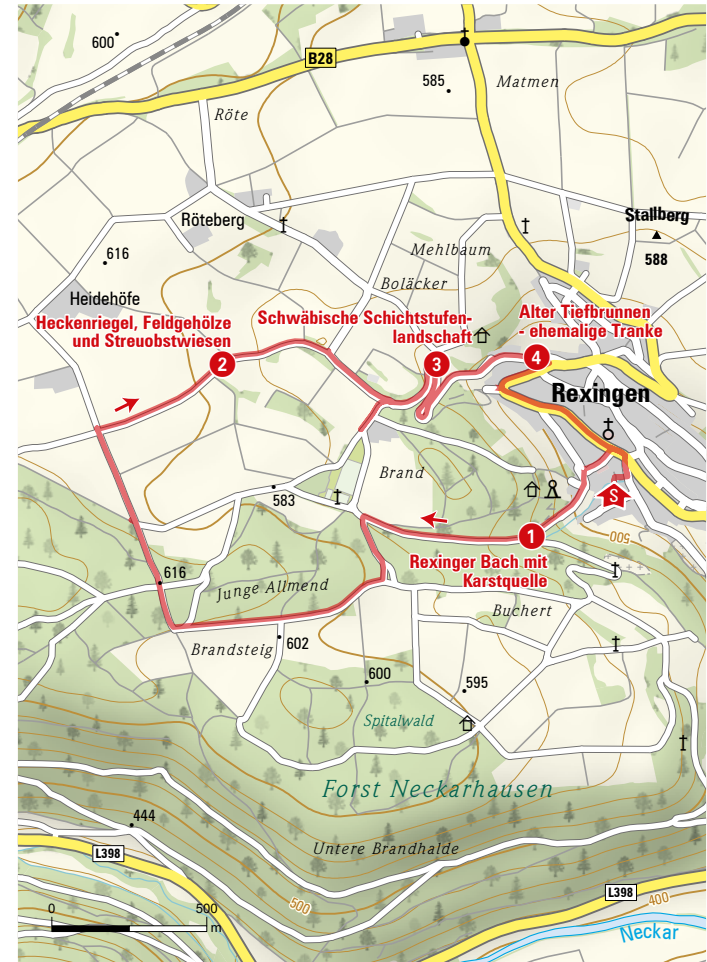 600
B28
585
Matmen
Röte
Stallberg
588
Röteberg
616
Mehlbaum
Boläcker
Heidehöfe
Heckenriegel, Feldgehölze
und Streuobstwiesen
2
Schwäbische Schichtstufen-
landschaft
3
Alter Tiefbrunnen
- ehemalige Tranke
4
Rexingen
Brand
583
S
1
500
Rexinger Bach mit
Karstquelle
616
Junge Allmend
Buchert
Brandsteig
602
600
595
Spitalwald
Forst Neckarhausen
444
Untere Brandhalde
L398
L398
500
400
Neckar
0
500
m